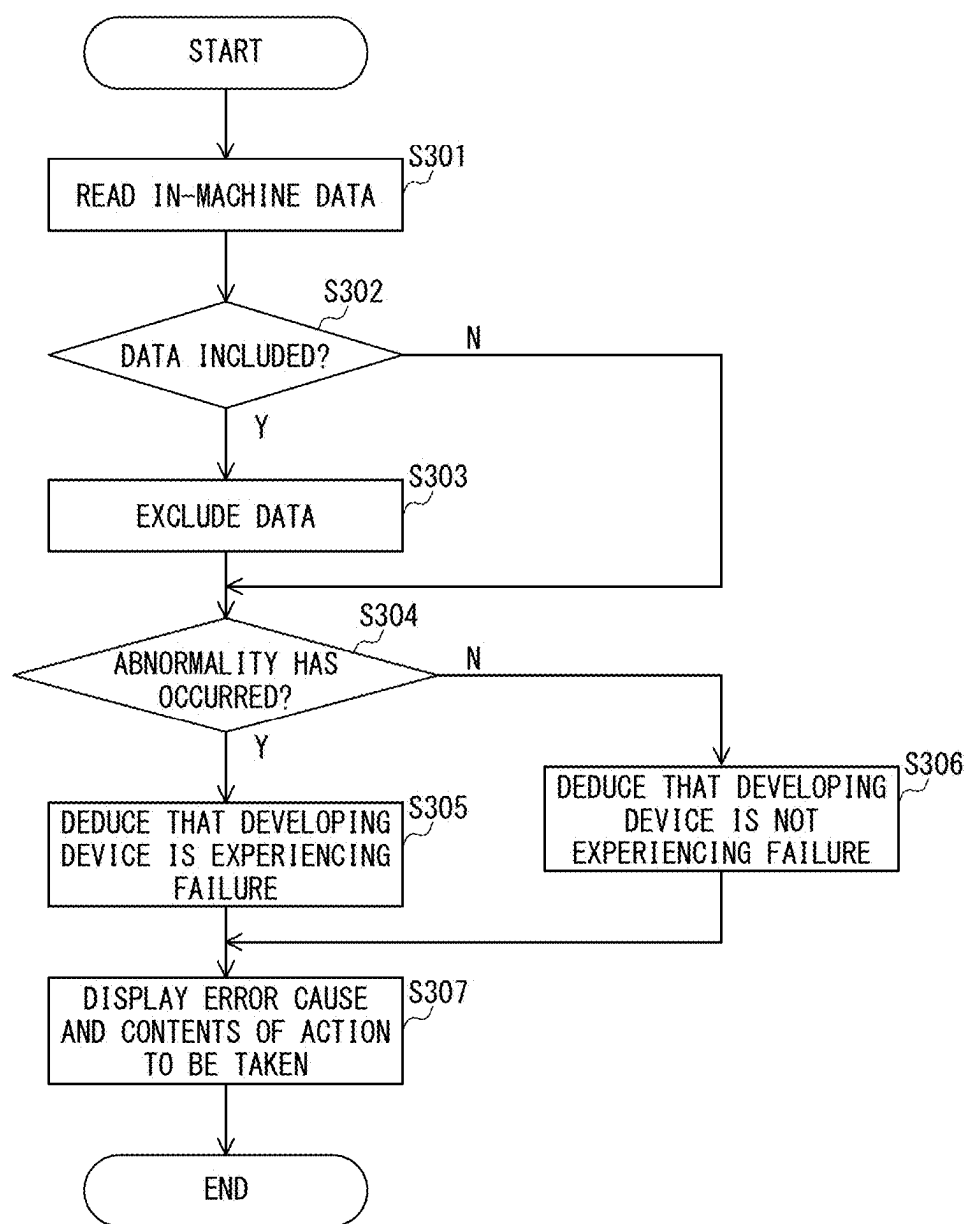 START
S301
READ IN-MACHINE DATA
S302
DATA INCLUDED?
N
Y
S303
EXCLUDE DATA
S304
ABNORMALITY HAS
OCCURRED?
N
Y
S305
DEDUCE THAT DEVELOPING
DEVICE IS EXPERIENCING
FAILURE
S306
DEDUCE THAT DEVELOPING
DEVICE IS NOT
EXPERIENCING FAILURE
S307
DISPLAY ERROR CAUSE
AND CONTENTS OF ACTION
TO BE TAKEN
END